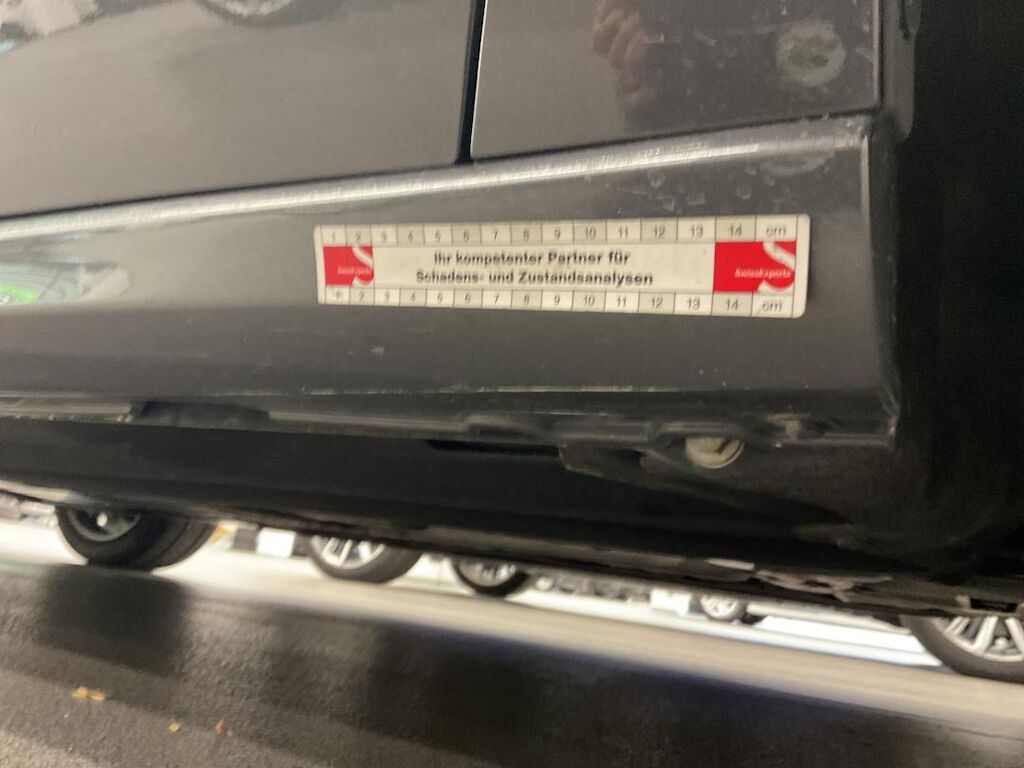 1 2 3 4 5 6 7 8 9 10 11 12 13 14 cm
Ihr kompetenter Partner für
Schadens- und Zustandsanalysen
2 3 4 5 6 7 8 9 10 11 12 13 14 cm